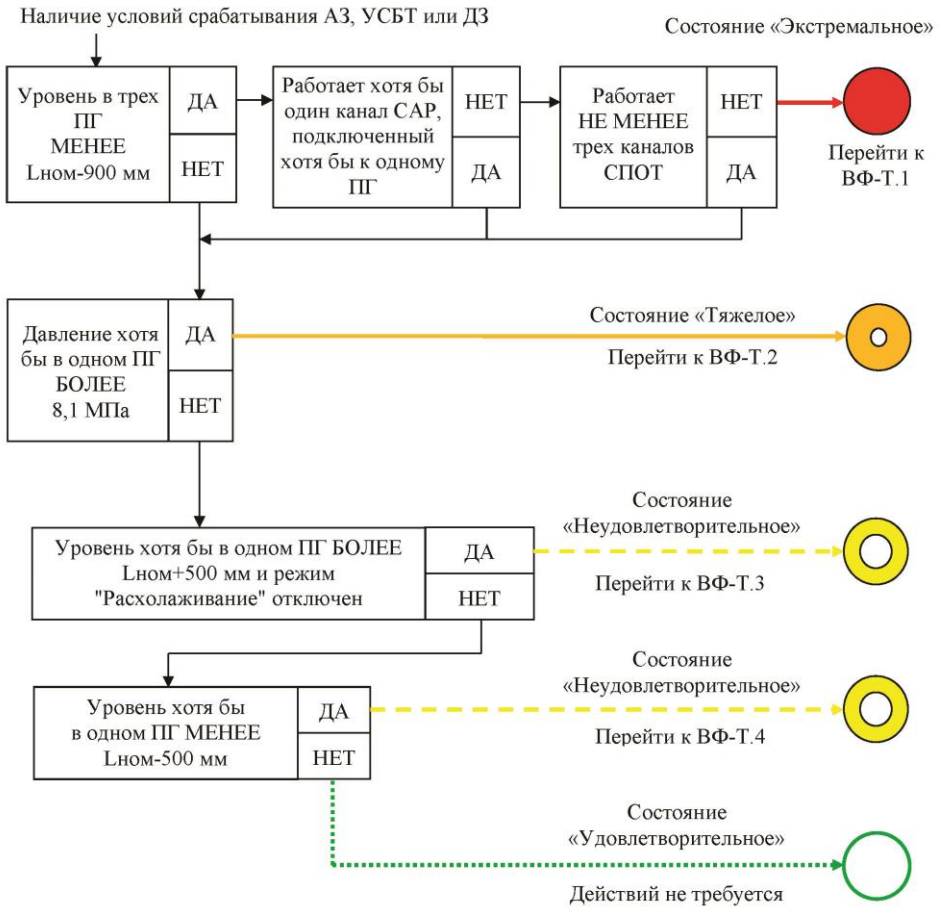 Наличие условий срабатывания АЗ, УСБТ или ДЗ
Состояние «Экстремальное»
Уровень в трех
ПГ
МЕНЕЕ
Lном-900 мм
ДА
НЕТ
Работает хотя бы
один канал САР,
подключенный
хотя бы к одному
ПГ
НЕТ
ДА
Работает
НЕ МЕНЕЕ
трех каналов
СПОТ
НЕТ
ДА
Перейти к
ВФ-Т.1
Давление хотя
бы в одном ПГ
БОЛЕЕ
8,1 МПа
ДА
НЕТ
Состояние «Тяжелое»
Перейти к ВФ-Т.2
Уровень хотя бы в одном ПГ БОЛЕЕ
Lном+500 мм и режим
"Расхолаживание" отключен
ДА
НЕТ
Состояние
«Неудовлетворительное»
Перейти к ВФ-Т.3
Уровень хотя бы
в одном ПГ МЕНЕЕ
Lном-500 мм
ДА
НЕТ
Состояние
«Неудовлетворительное»
Перейти к ВФ-Т.4
Состояние
«Удовлетворительное»
Действий не требуется